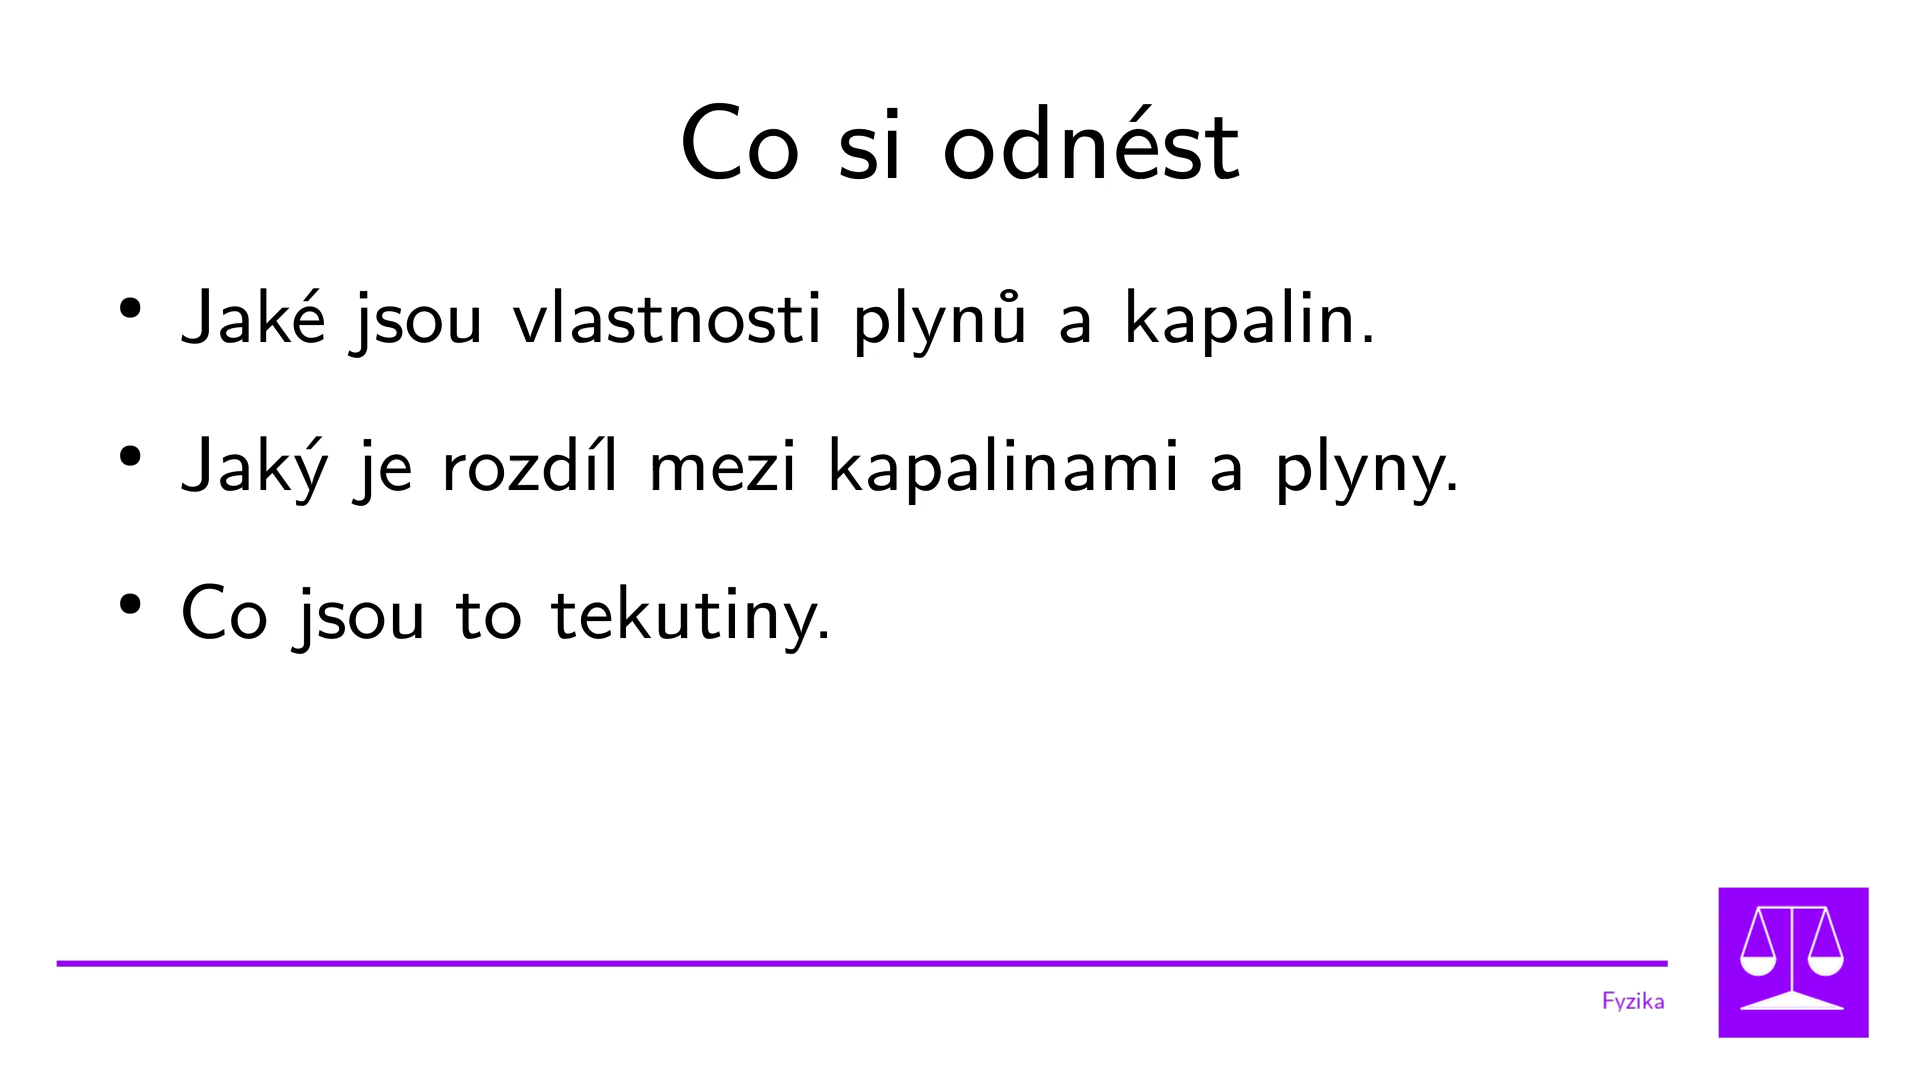 Co si odnést
• Jaké jsou vlastnosti plynů a kapalin.
• Jaký je rozdíl mezi kapalinami a plyny.
• Co jsou to tekutiny.
Fyzika